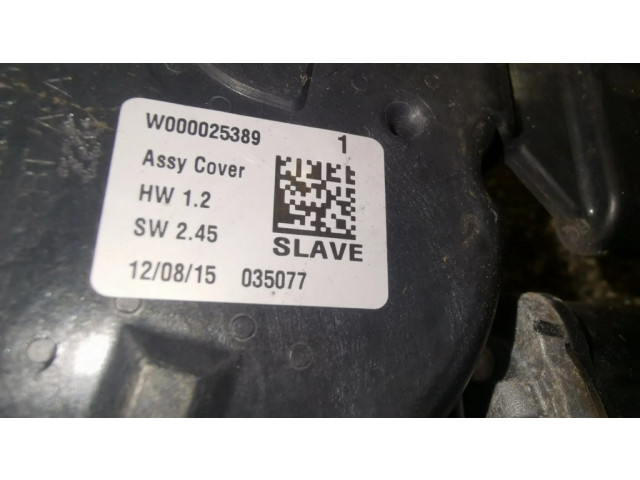 W000025389 1
Assy Cover
HW 1.2
SW 2.45
SLAVE
12/08/15 035077